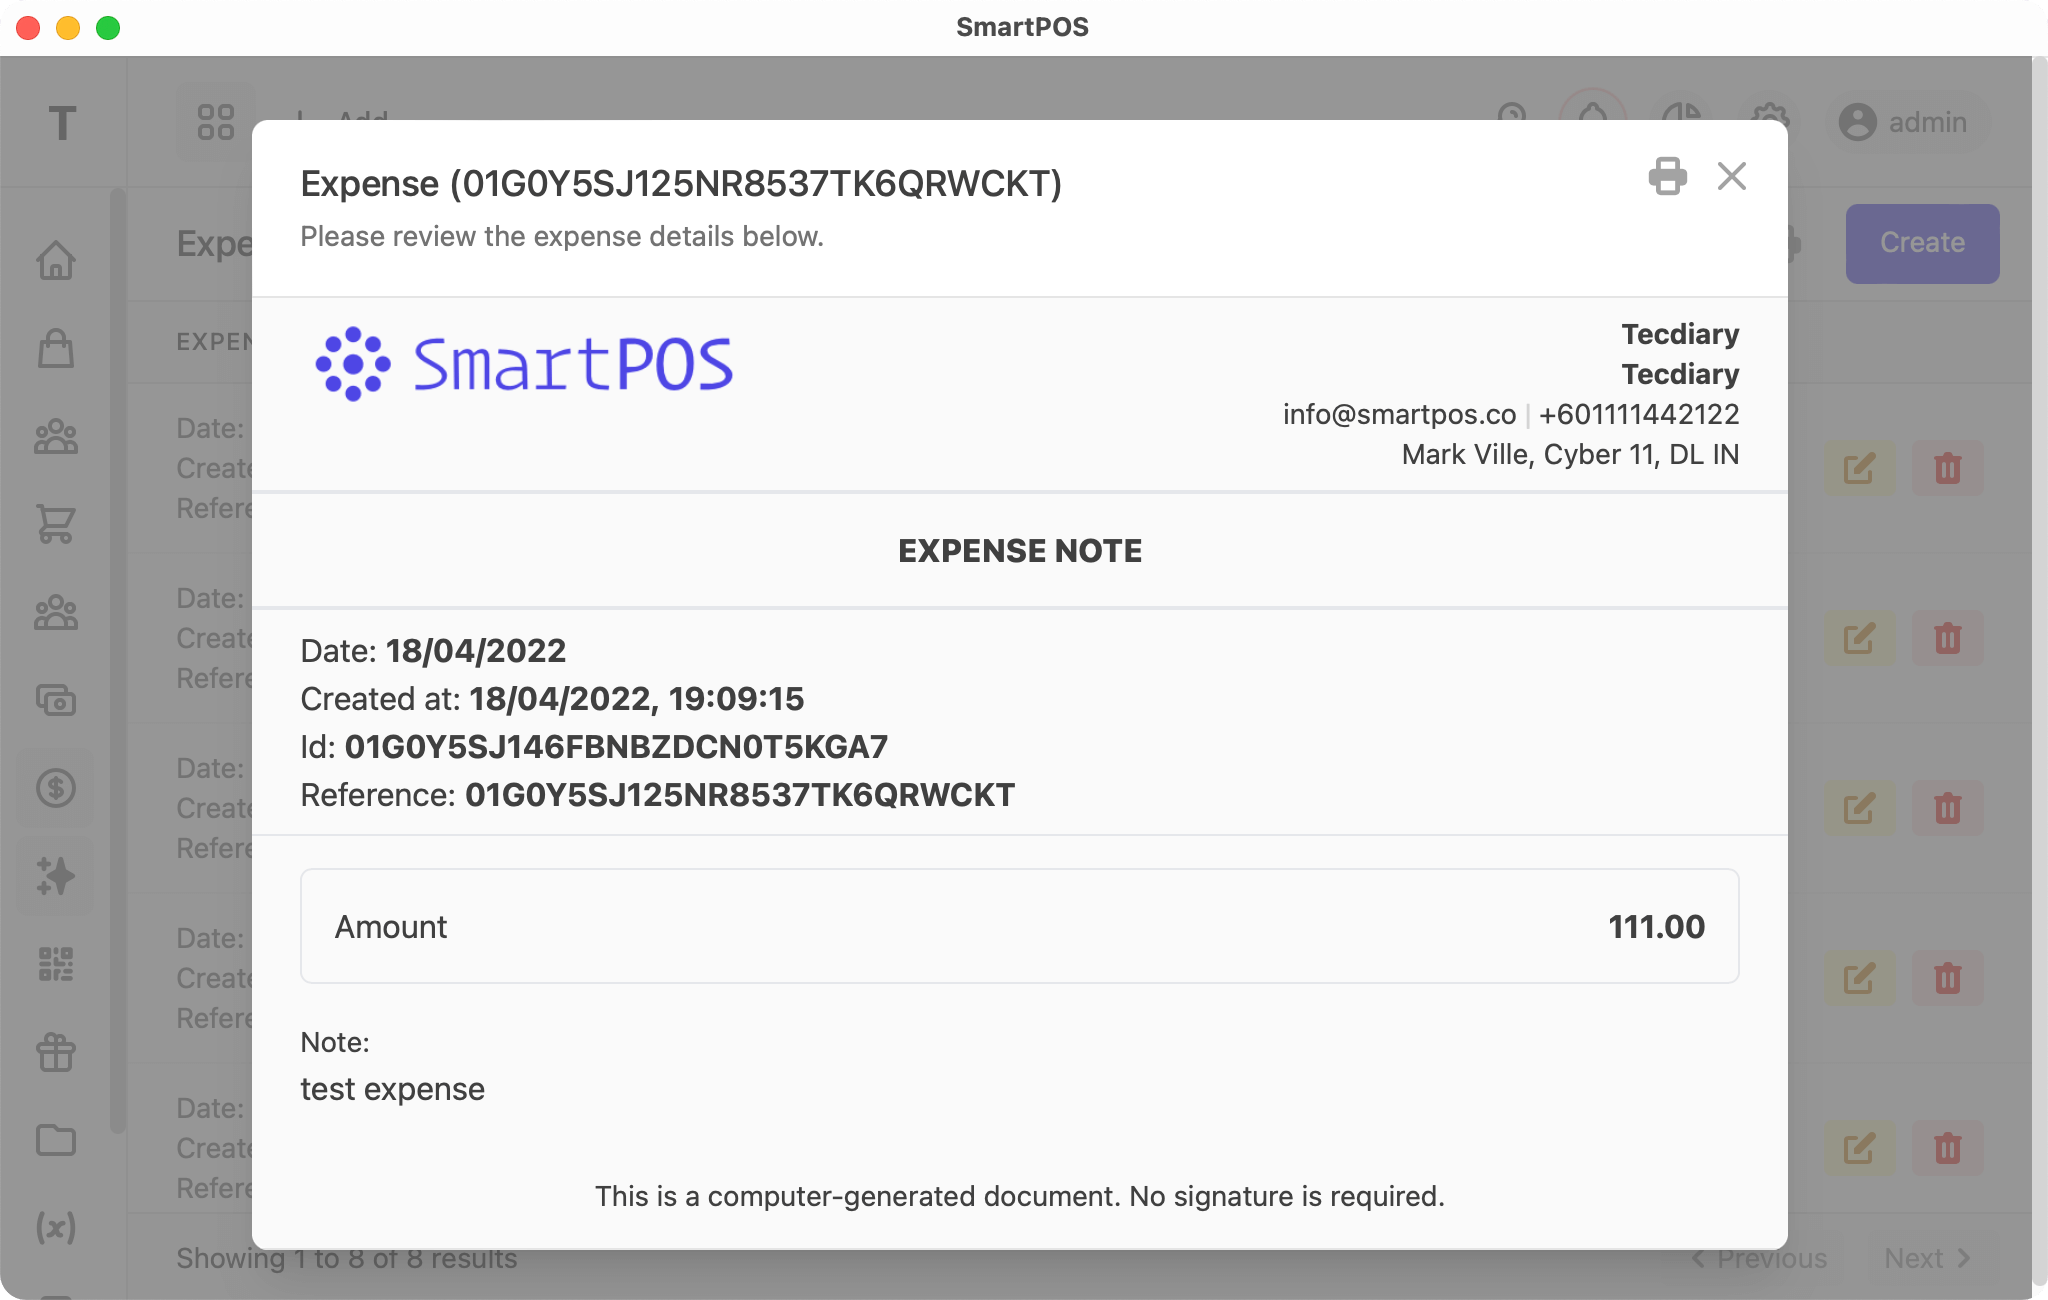 SmartPOS
T
Add
admin
Expense (01G0Y5SJ125NR8537TK6QRWCKT)
Please review the expense details below.
Create
SmartPOS
Tecdiary
Tecdiary
info@smartpos.co | +601111442122
Mark Ville, Cyber 11, DL IN
EXPENSE NOTE
Date: 18/04/2022
Created at: 18/04/2022, 19:09:15
Id: 01G0Y5SJ146FBNBZDCN0T5KGA7
Reference: 01G0Y5SJ125NR8537TK6QRWCKT
Amount 111.00
Note:
test expense
This is a computer-generated document. No signature is required.
Expe
EXPEN
Date:
Create
Refere
Date:
Create
Refere
Date:
Create
Refere
Date:
Create
Refere
Date:
Create
Refere
(x)
Showing 1 to 8 of 8 results
Previous
Next